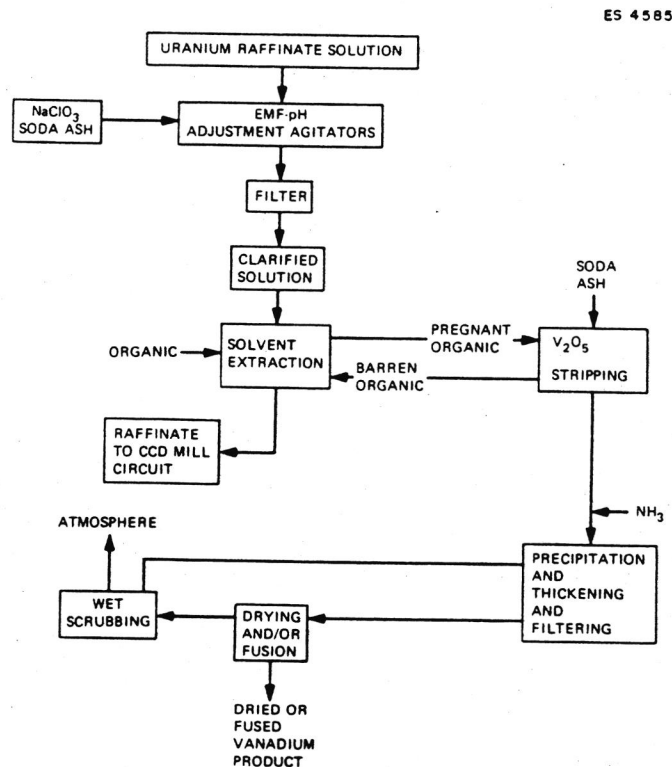 ES 4585
URANIUM RAFFINATE SOLUTION
NaClO3
SODA ASH
EMF-pH
ADJUSTMENT AGITATORS
FILTER
CLARIFIED
SOLUTION
SODA
ASH
ORGANIC
SOLVENT
EXTRACTION
PREGNANT
ORGANIC
BARREN
ORGANIC
V2O5
STRIPPING
RAFFINATE
TO CCD MILL
CIRCUIT
NH3
ATMOSPHERE
PRECIPITATION
AND
THICKENING
AND
FILTERING
WET
SCRUBBING
DRYING
AND/OR
FUSION
DRIED OR
FUSED
VANADIUM
PRODUCT